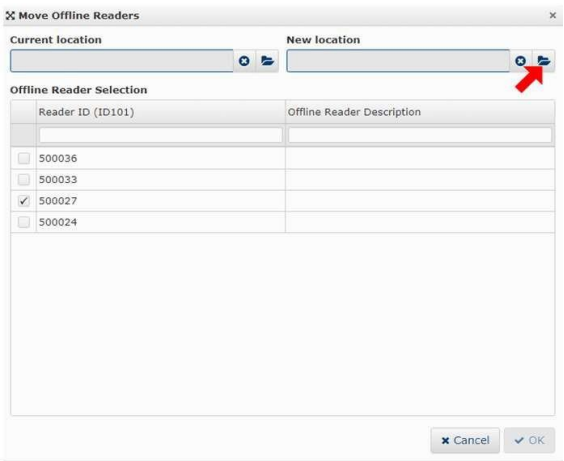 Move Offline Readers
Current location New location
Offline Reader Selection
Reader ID (ID101) Offline Reader Description
500036
500033
500027
500024
Cancel OK